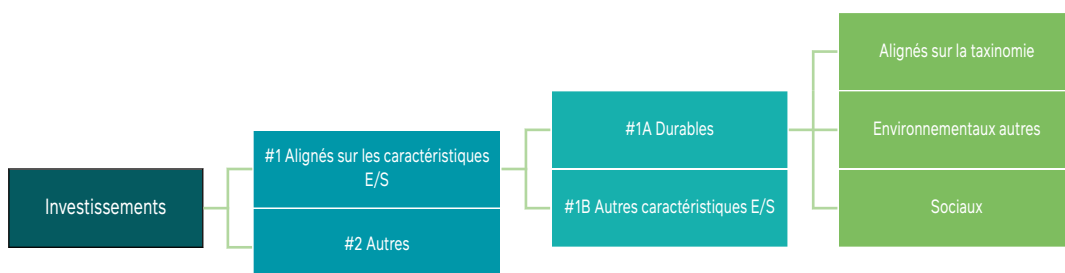 Investissements
#1 Alignés sur les caractéristiques
E/S
#2 Autres
#1A Durables
#1B Autres caractéristiques E/S
Alignés sur la taxinomie
Environnementaux autres
Sociaux